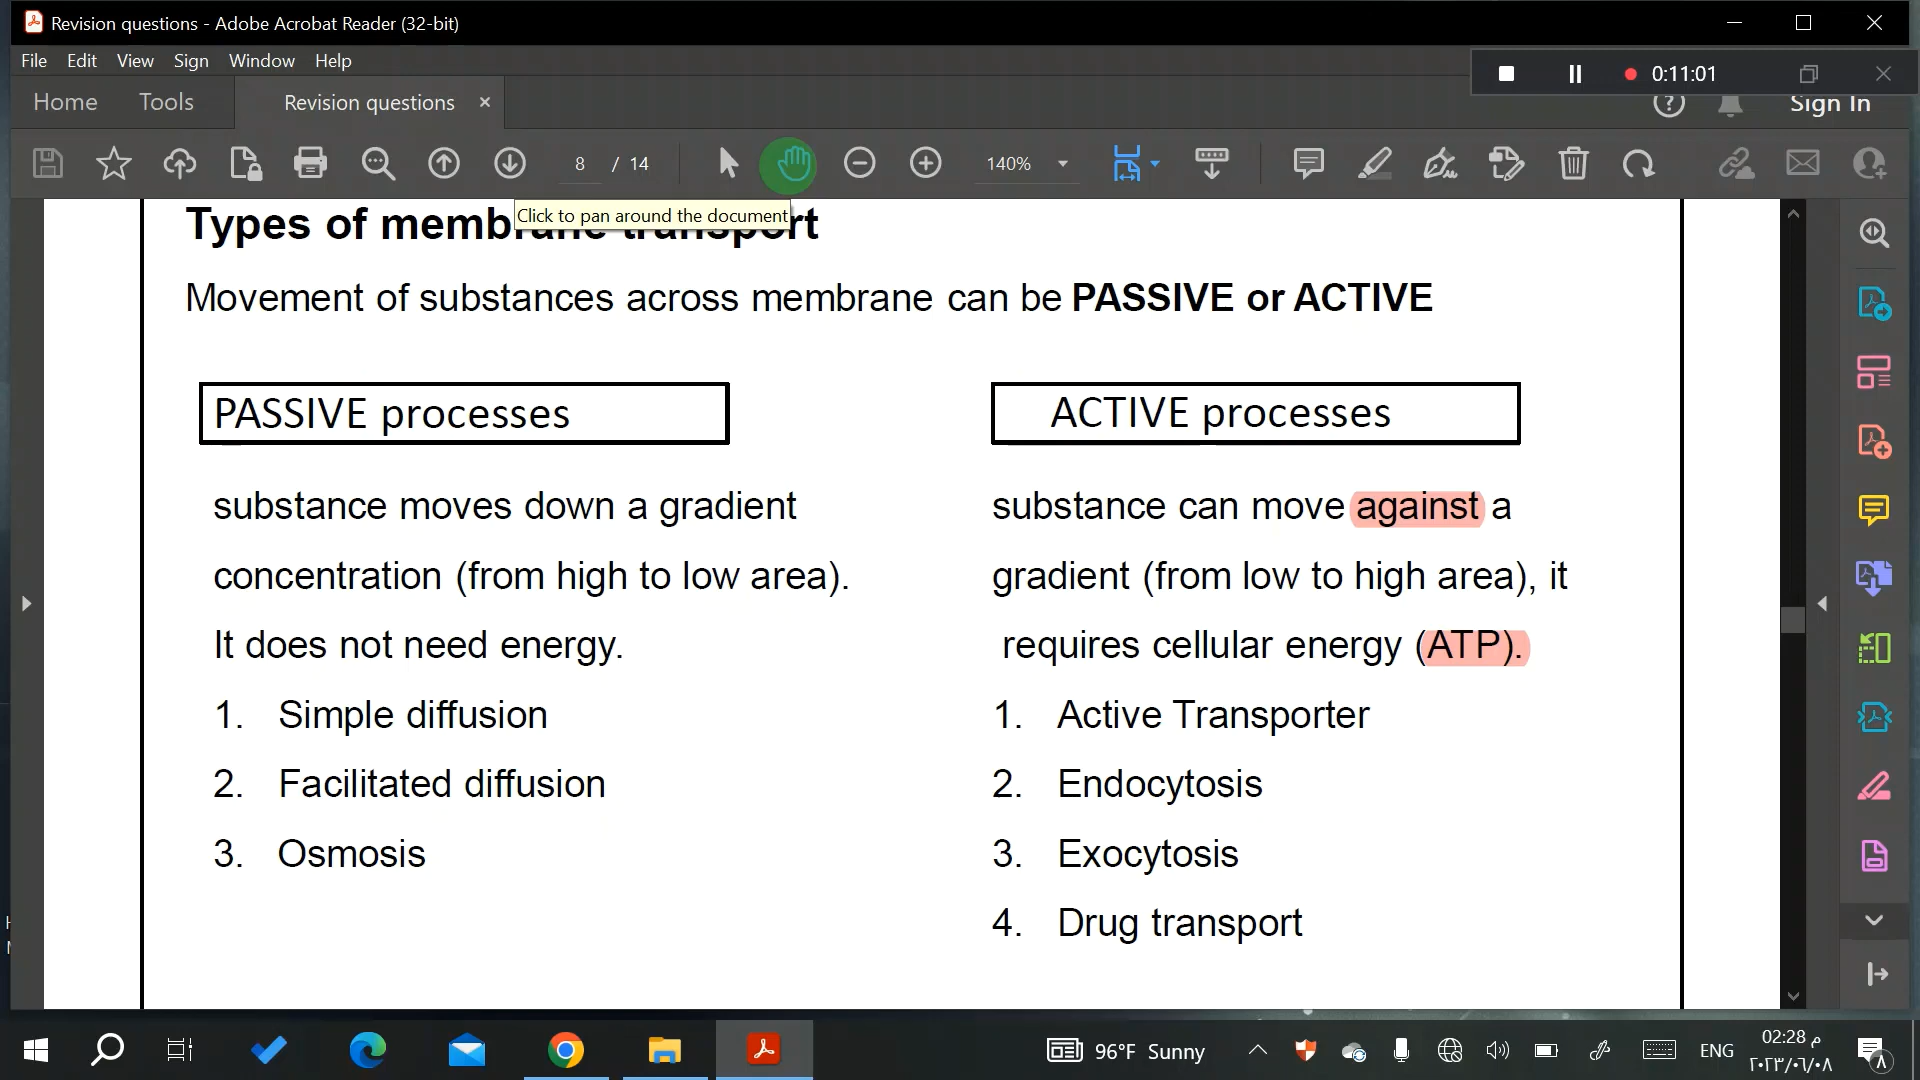 Revision questions - Adobe Acrobat Reader (32-bit)
File Edit View Sign Window Help
0:11:01
Home Tools Revision questions
Sign In
8 / 14 140%
Click to pan around the document
Types of membrane transport
Movement of substances across membrane can be PASSIVE or ACTIVE
PASSIVE processes
substance moves down a gradient
concentration (from high to low area).
It does not need energy.
1. Simple diffusion
2. Facilitated diffusion
3. Osmosis
ACTIVE processes
substance can move against a
gradient (from low to high area), it
requires cellular energy (ATP).
1. Active Transporter
2. Endocytosis
3. Exocytosis
4. Drug transport
96°F Sunny
ENG
02:28 م
٢٠٢٣/٠٦/٠٨
٨